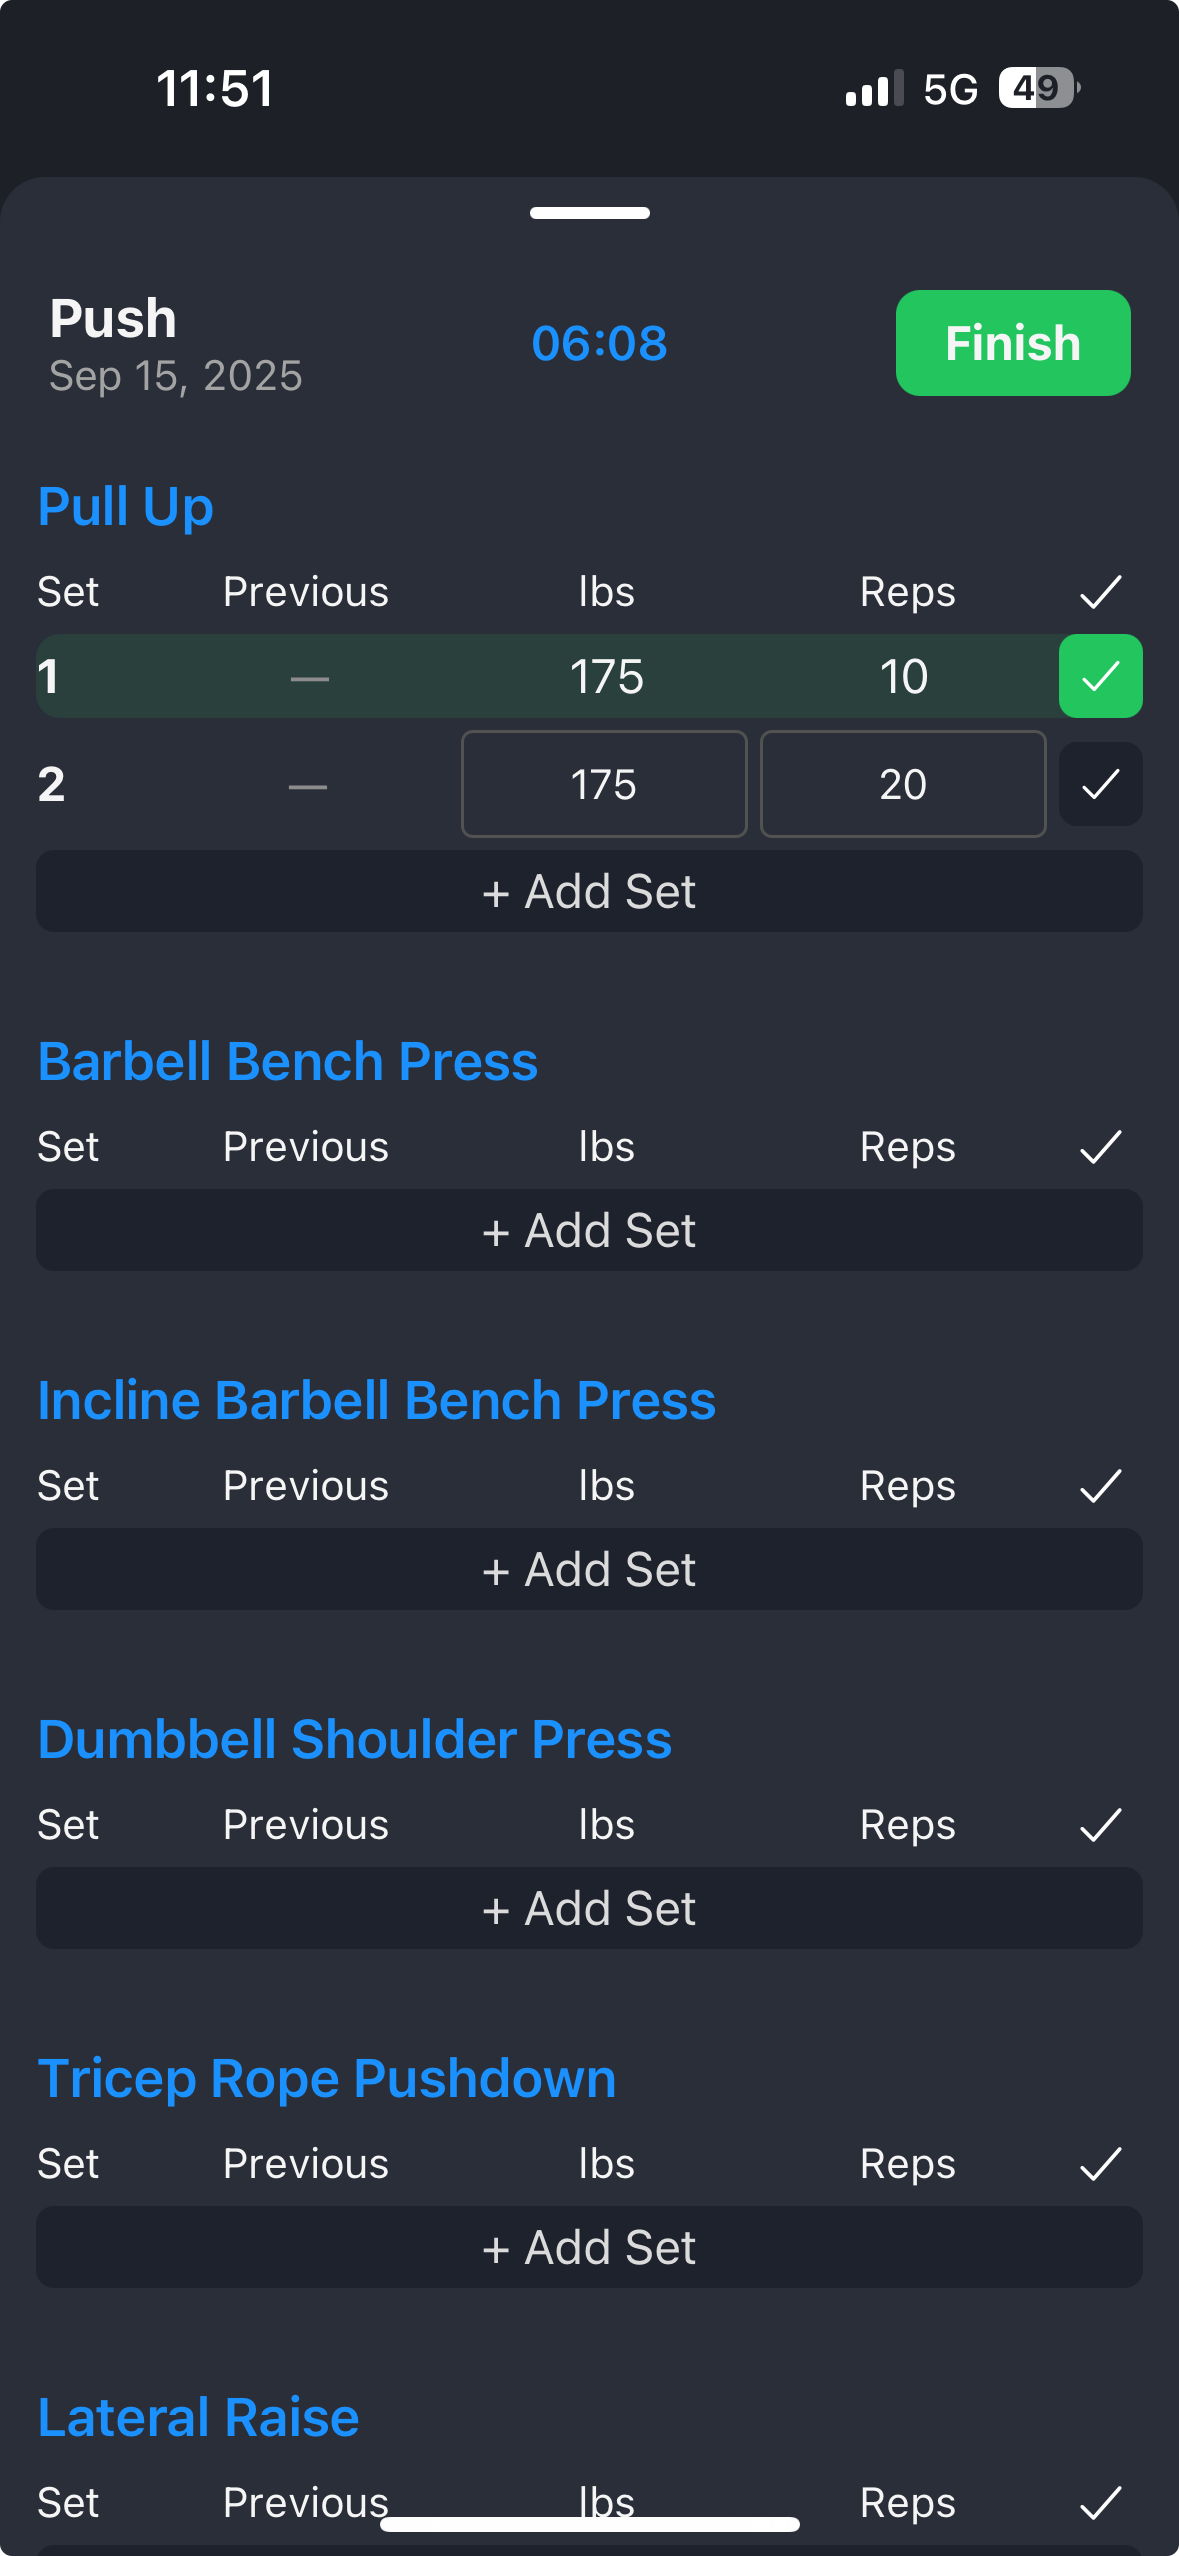 11:51 5G 49
Push
Sep 15, 2025
06:08
Finish
Pull Up
Set Previous lbs Reps ✓
1 — 175 10 ✓
2 — 175 20 ✓
+ Add Set
Barbell Bench Press
Set Previous lbs Reps ✓
+ Add Set
Incline Barbell Bench Press
Set Previous lbs Reps ✓
+ Add Set
Dumbbell Shoulder Press
Set Previous lbs Reps ✓
+ Add Set
Tricep Rope Pushdown
Set Previous lbs Reps ✓
+ Add Set
Lateral Raise
Set Previous lbs Reps ✓